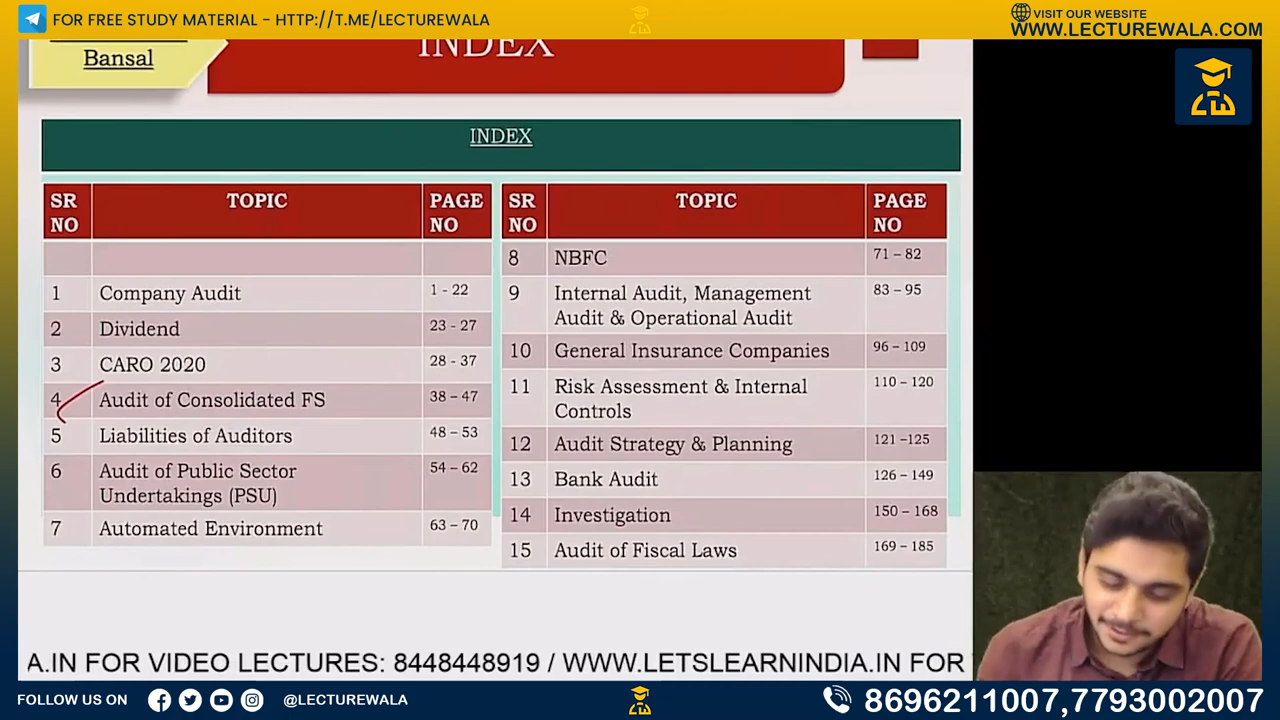 FOR FREE STUDY MATERIAL - HTTP://T.ME/LECTUREWALA
VISIT OUR WEBSITE
WWW.LECTUREWALA.COM
Bansal
INDEX
INDEX
SR NO TOPIC PAGE NO
1 Company Audit 1 - 22
2 Dividend 23 - 27
3 CARO 2020 28 - 37
4 Audit of Consolidated FS 38 – 47
5 Liabilities of Auditors 48 – 53
6 Audit of Public Sector 54 – 62
Undertakings (PSU)
7 Automated Environment 63 – 70
SR NO TOPIC PAGE NO
8 NBFC 71 – 82
9 Internal Audit, Management 83 – 95
Audit & Operational Audit
10 General Insurance Companies 96 – 109
11 Risk Assessment & Internal 110 – 120
Controls
12 Audit Strategy & Planning 121 –125
13 Bank Audit 126 – 149
14 Investigation 150 – 168
15 Audit of Fiscal Laws 169 – 185
A.IN FOR VIDEO LECTURES: 8448448919 / WWW.LETSLEARNINDIA.IN FOR
FOLLOW US ON @LECTUREWALA 8696211007,7793002007